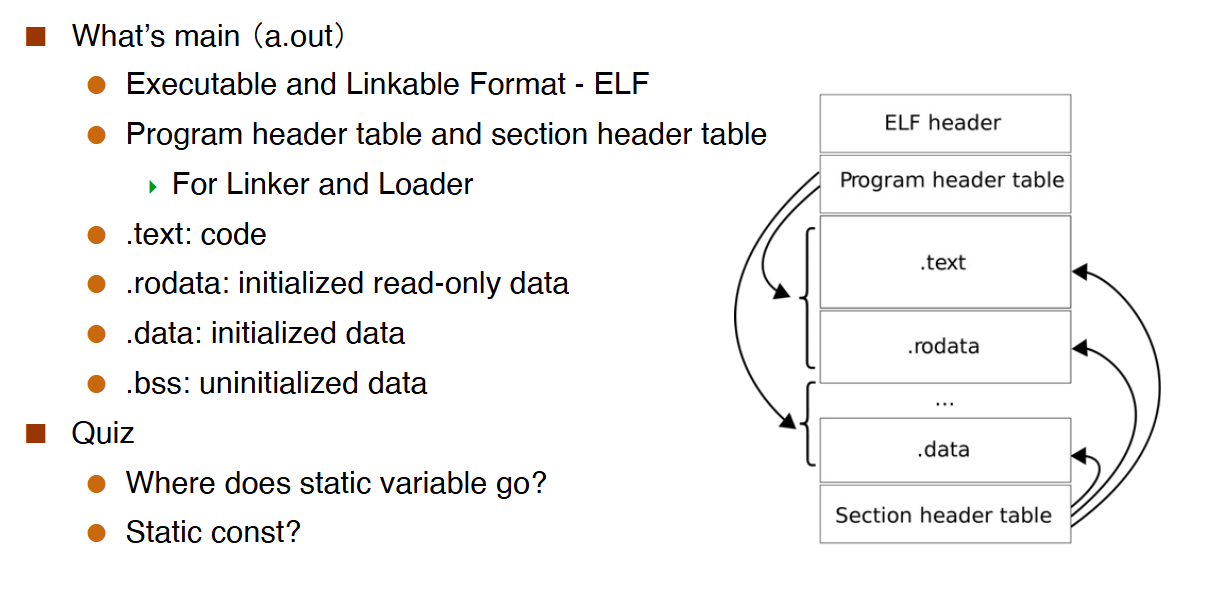 What's main（a.out）
Executable and Linkable Format - ELF
Program header table and section header table
For Linker and Loader
.text: code
.rodata: initialized read-only data
.data: initialized data
.bss: uninitialized data
Quiz
Where does static variable go?
Static const?
ELF header
Program header table
.text
.rodata
...
.data
Section header table